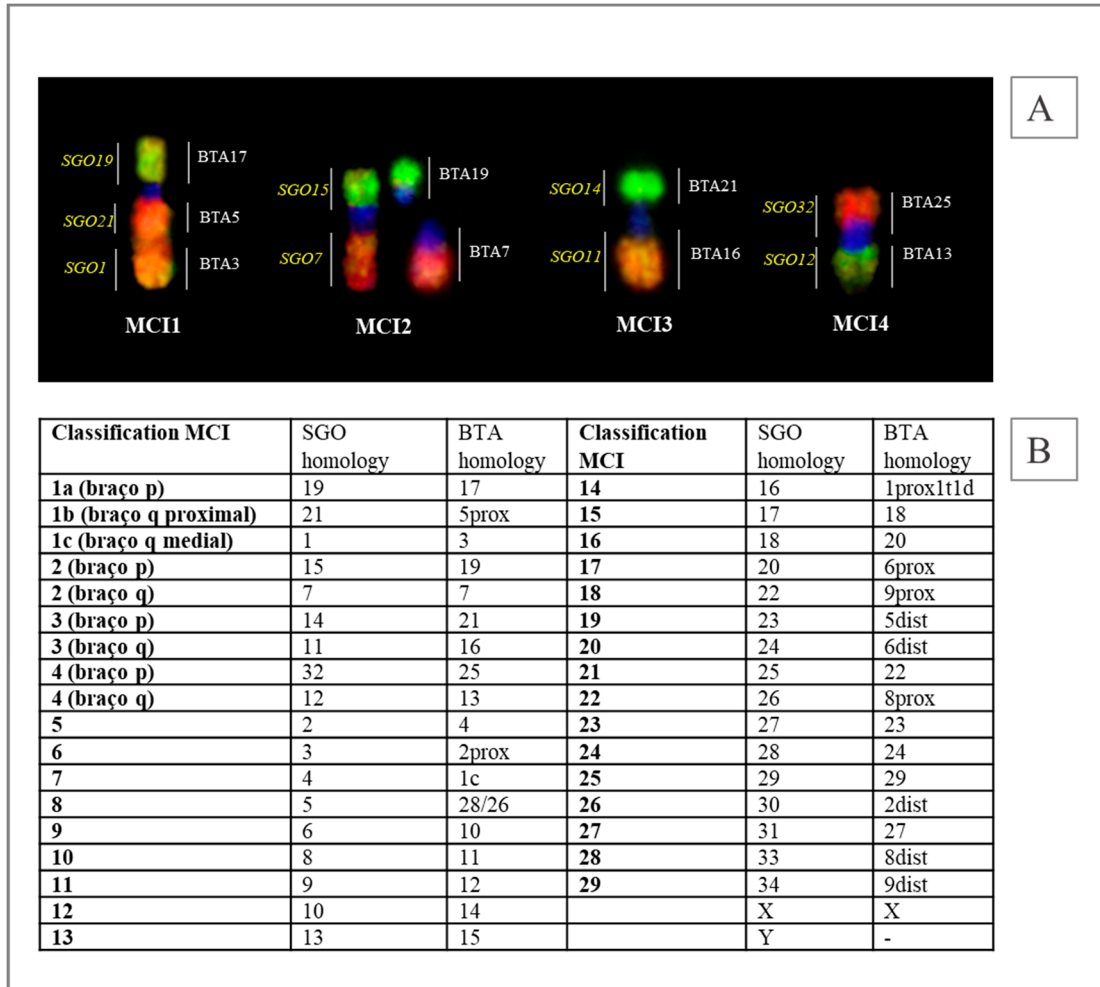 A
SGO19
BTA17
SGO21
BTA5
SGO1
BTA3
MCI1
SGO15
BTA19
SGO7
BTA7
MCI2
SGO14
BTA21
SGO11
BTA16
MCI3
SGO32
BTA25
SGO12
BTA13
MCI4
B
Classification MCI SGO homology BTA homology Classification MCI SGO homology BTA homology
1a (braço p) 19 17 14 16 1prox1t1d
1b (braço q proximal) 21 5prox 15 17 18
1c (braço q medial) 1 3 16 18 20
2 (braço p) 15 19 17 20 6prox
2 (braço q) 7 7 18 22 9prox
3 (braço p) 14 21 19 23 5dist
3 (braço q) 11 16 20 24 6dist
4 (braço p) 32 25 21 25 22
4 (braço q) 12 13 22 26 8prox
5 2 4 23 27 23
6 3 2prox 24 28 24
7 4 1c 25 29 29
8 5 28/26 26 30 2dist
9 6 10 27 31 27
10 8 11 28 33 8dist
11 9 12 29 34 9dist
12 10 14 X X
13 13 15 Y -